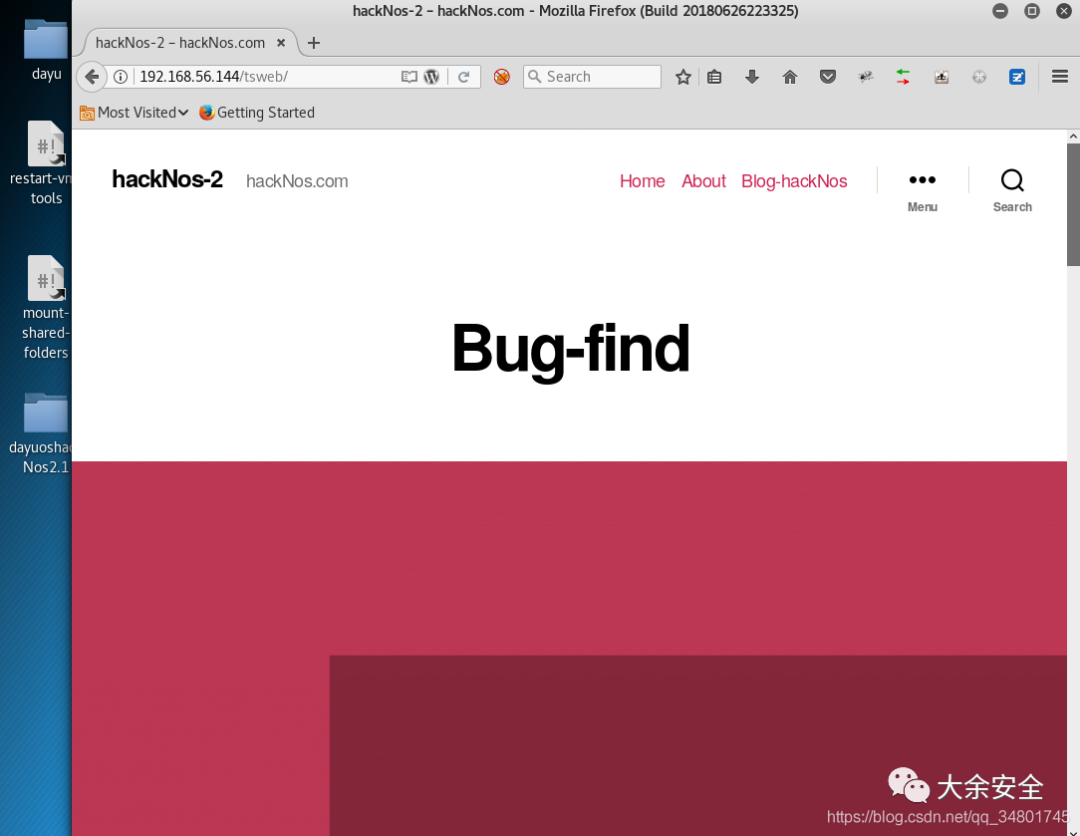 hackNos-2 – hackNos.com - Mozilla Firefox (Build 20180626223325)
hackNos-2 – hackNos.com
192.168.56.144/tsweb/
Search
Most Visited
Getting Started
dayu
restart-vm
tools
mount-
shared-
folders
dayuoshac
Nos2.1
hackNos-2
hackNos.com
Home
About
Blog-hackNos
Menu
Search
Bug-find
大余安全
https://blog.csdn.net/qq_34801745